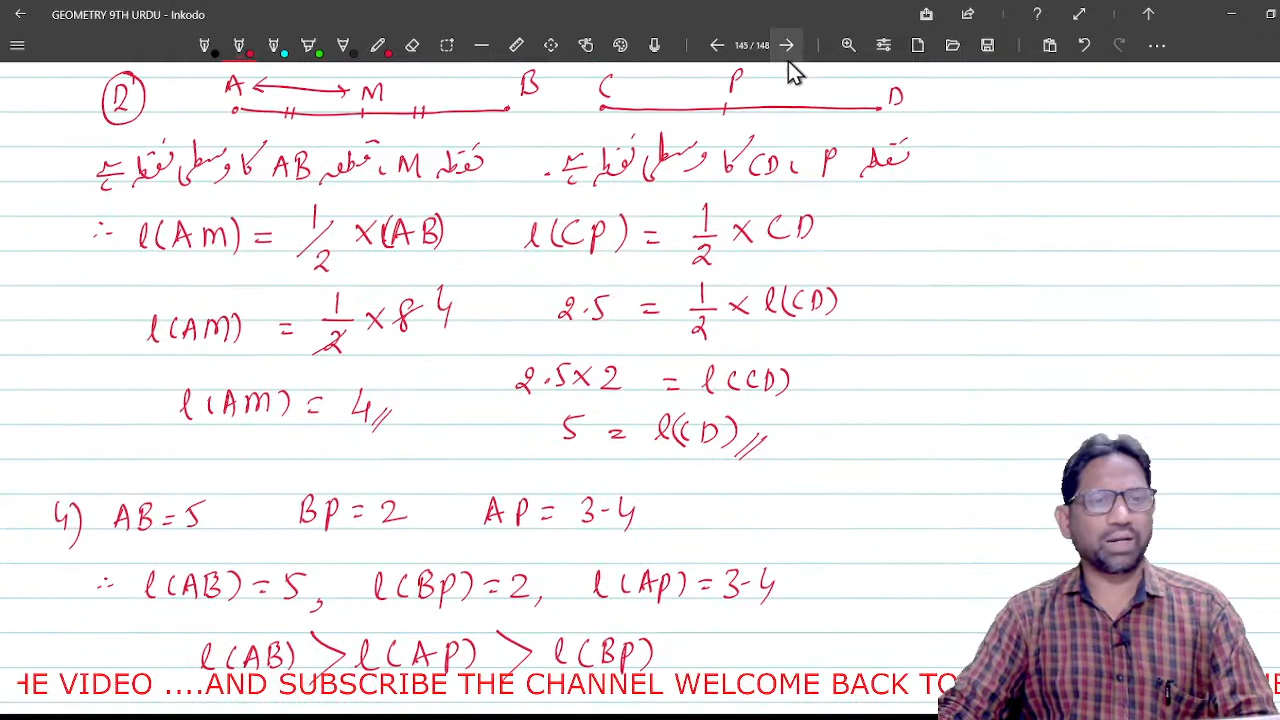 GEOMETRY 9TH URDU - Inkodo
145 / 148
2 A M B C P D
نقطہ M ، قطعہ AB کا وسطی نقطہ ہے
نقطہ P ، CD کا وسطی نقطہ ہے .
∴ l(AM) = 1/2 × (AB)
l(CP) = 1/2 × CD
l(AM) = 1/2 × 8 4
2.5 = 1/2 × l(CD)
2.5×2 = l(CD)
l(AM) = 4//
5 = l(CD)//
4) AB = 5 BP = 2 AP = 3-4
∴ l(AB) = 5, l(BP) = 2, l(AP) = 3-4
l(AB) > l(AP) > l(BP)
HE VIDEO ....AND SUBSCRIBE THE CHANNEL WELCOME BACK TO